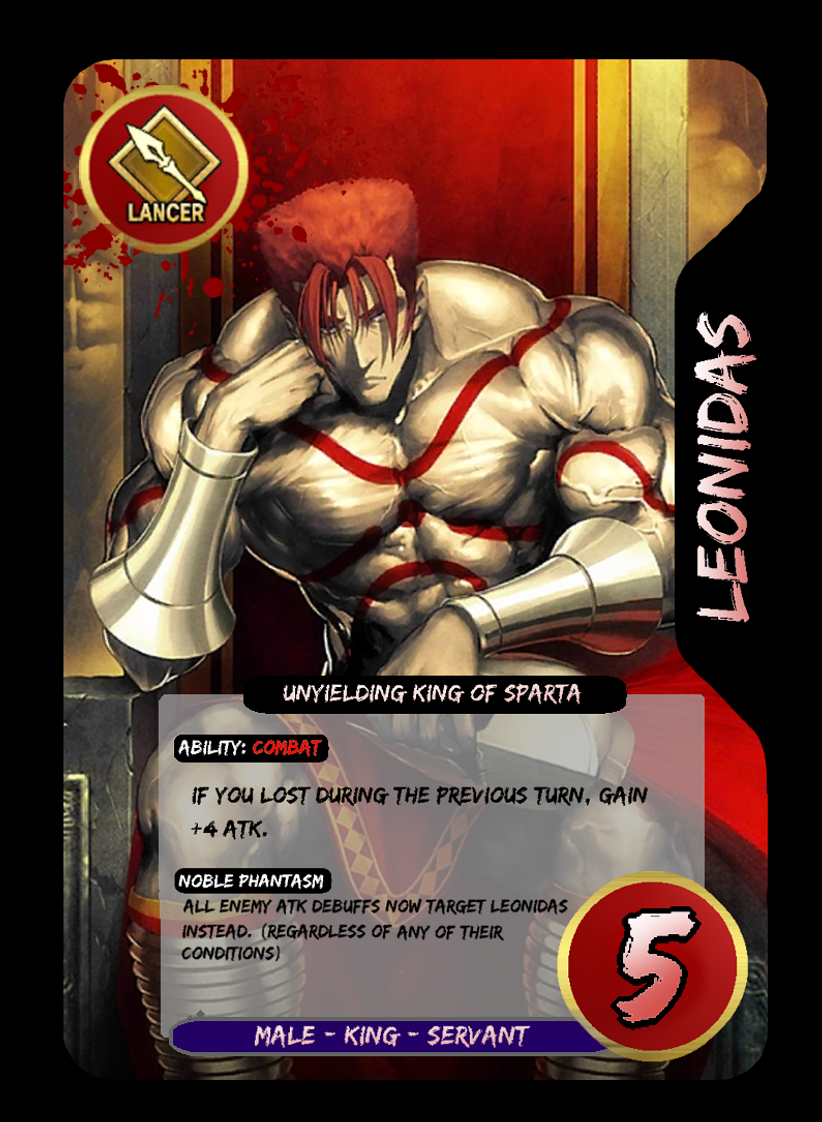 LANCER
LEONIDAS
UNYIELDING KING OF SPARTA
ABILITY: COMBAT
IF YOU LOST DURING THE PREVIOUS TURN, GAIN
+4 ATK.
NOBLE PHANTASM
ALL ENEMY ATK DEBUFFS NOW TARGET LEONIDAS
INSTEAD. (REGARDLESS OF ANY OF THEIR
CONDITIONS)
5
MALE - KING - SERVANT